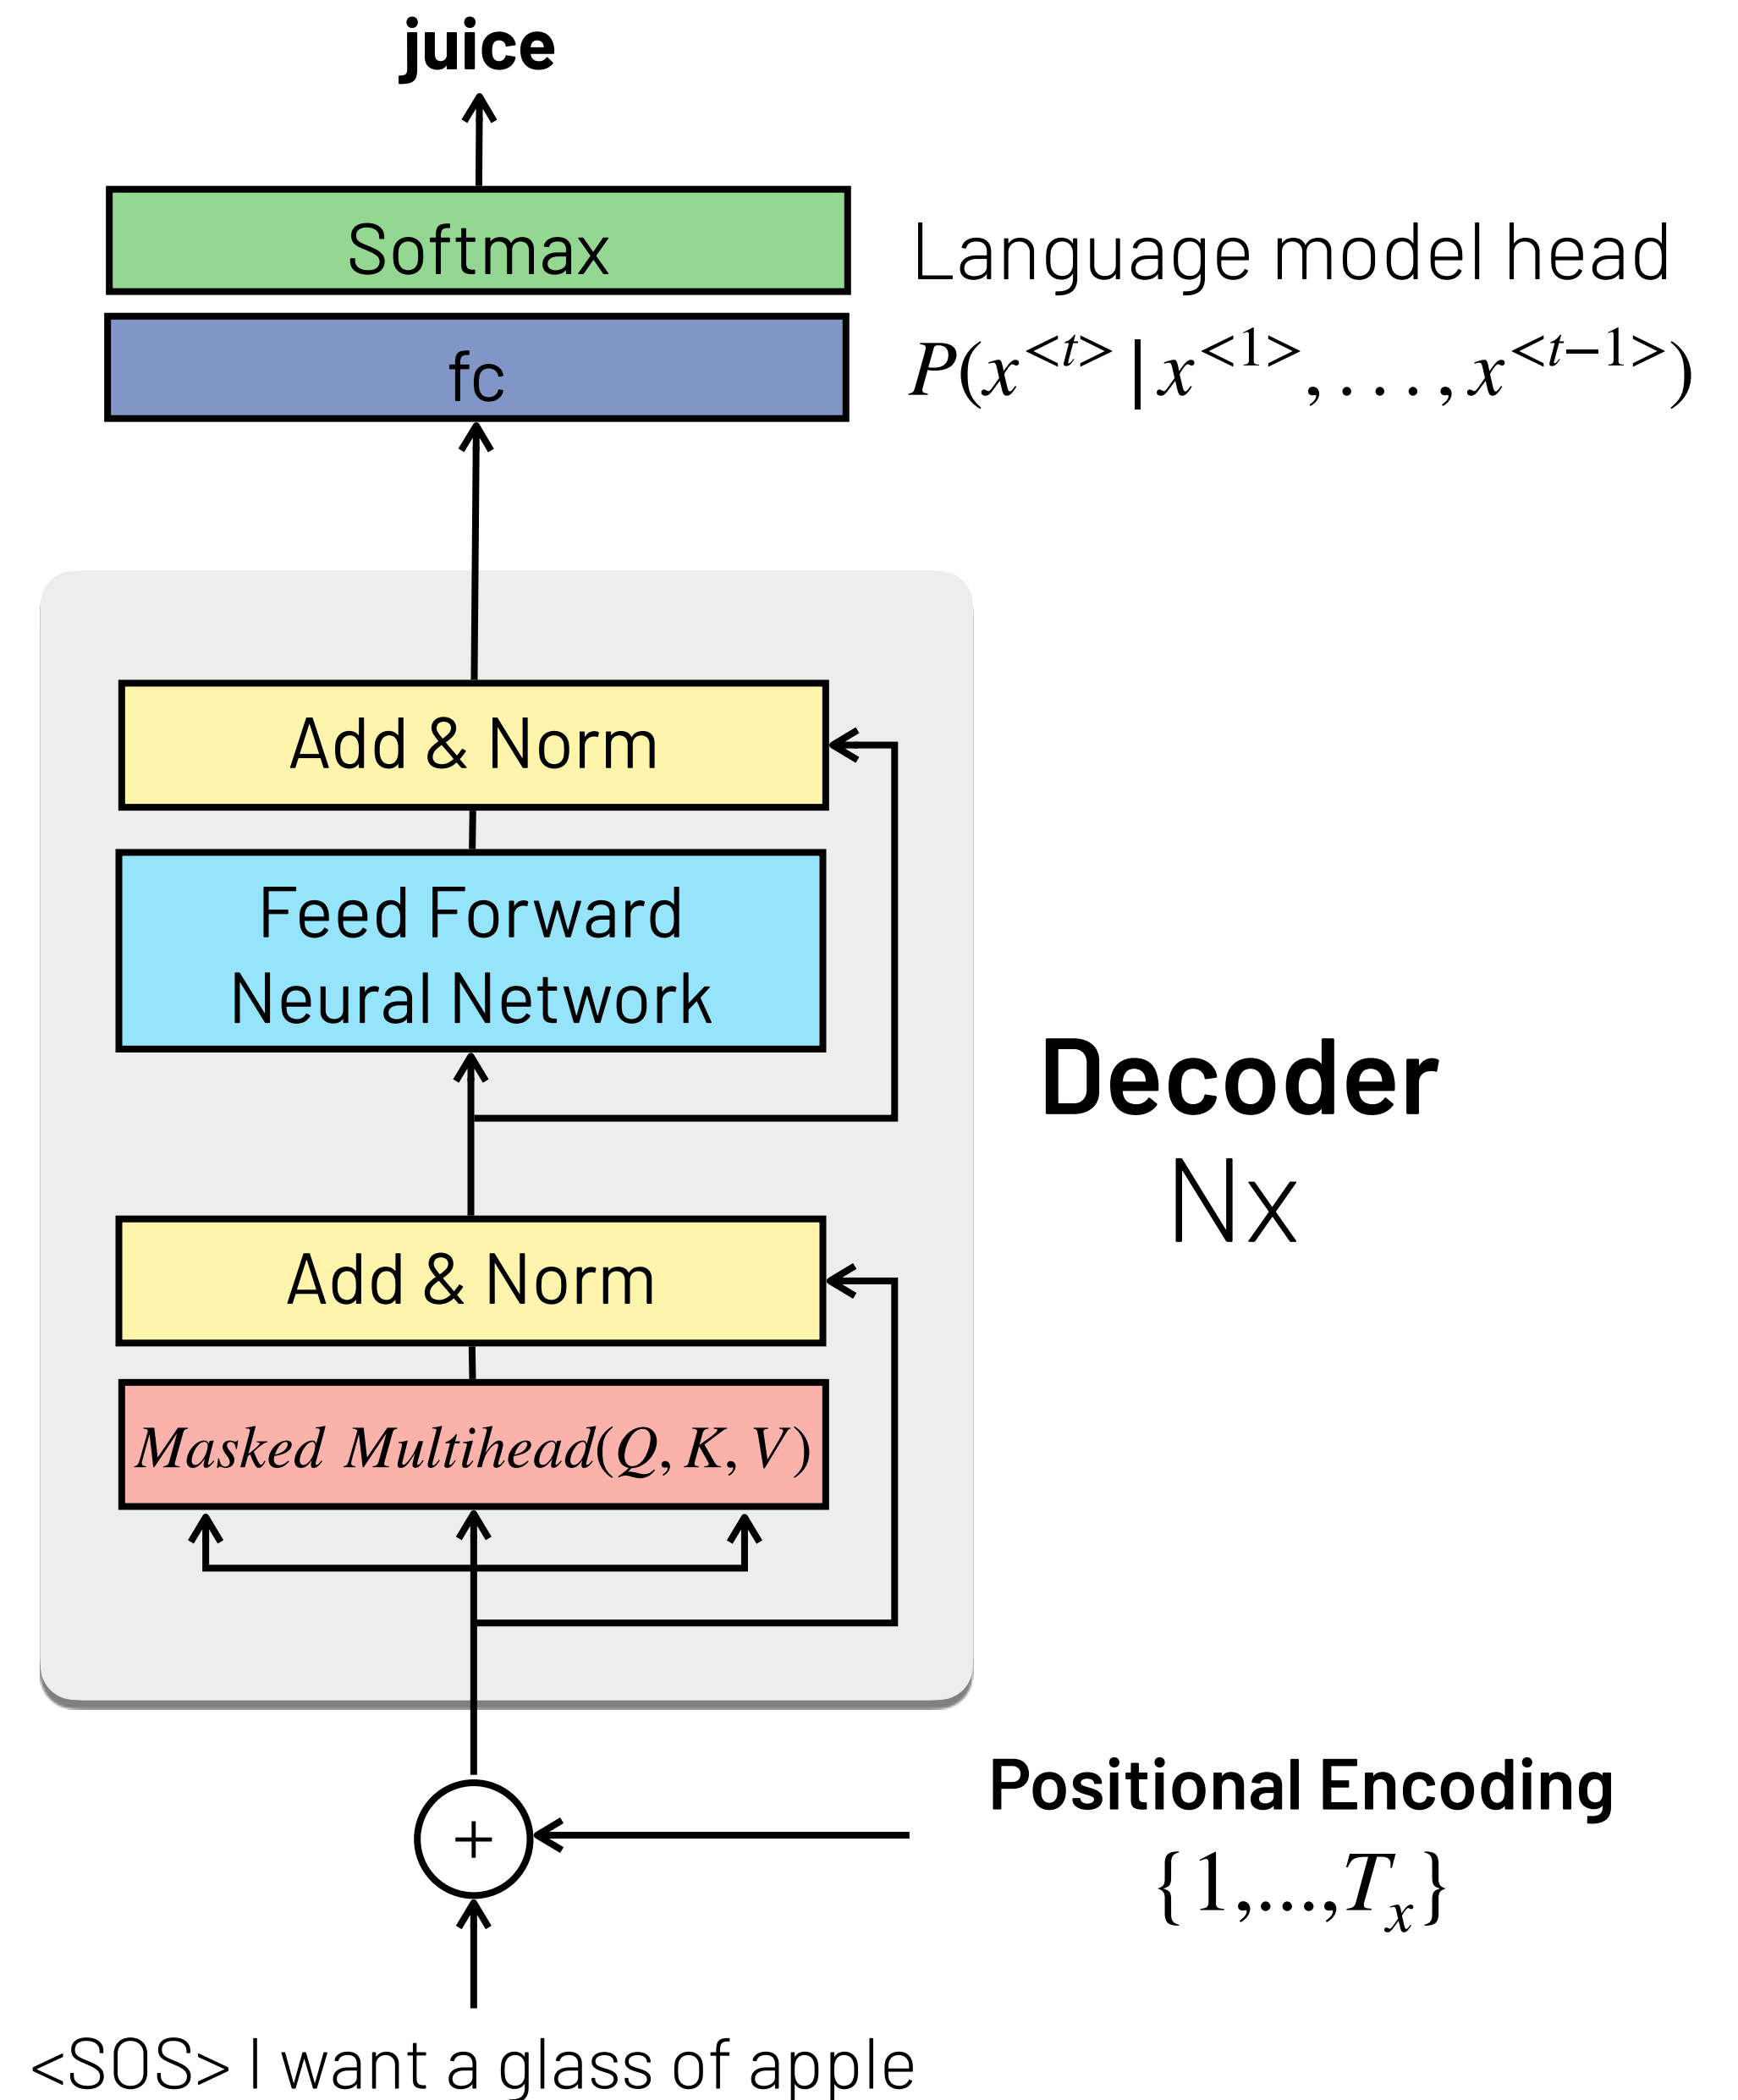 juice
Softmax
Language model head
fc
P(x^{<t>} | x^{<1>}, . . . , x^{<t−1>})
Add & Norm
Feed Forward
Neural Network
Decoder
Nx
Add & Norm
Masked Multihead(Q, K, V)
Positional Encoding
{1,...,T_x}
+
<SOS> I want a glass of apple